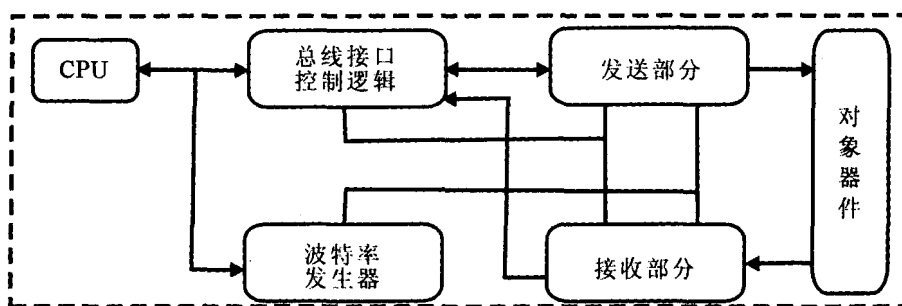 CPU
总线接口
控制逻辑
发送部分
对象器件
波特率
发生器
接收部分